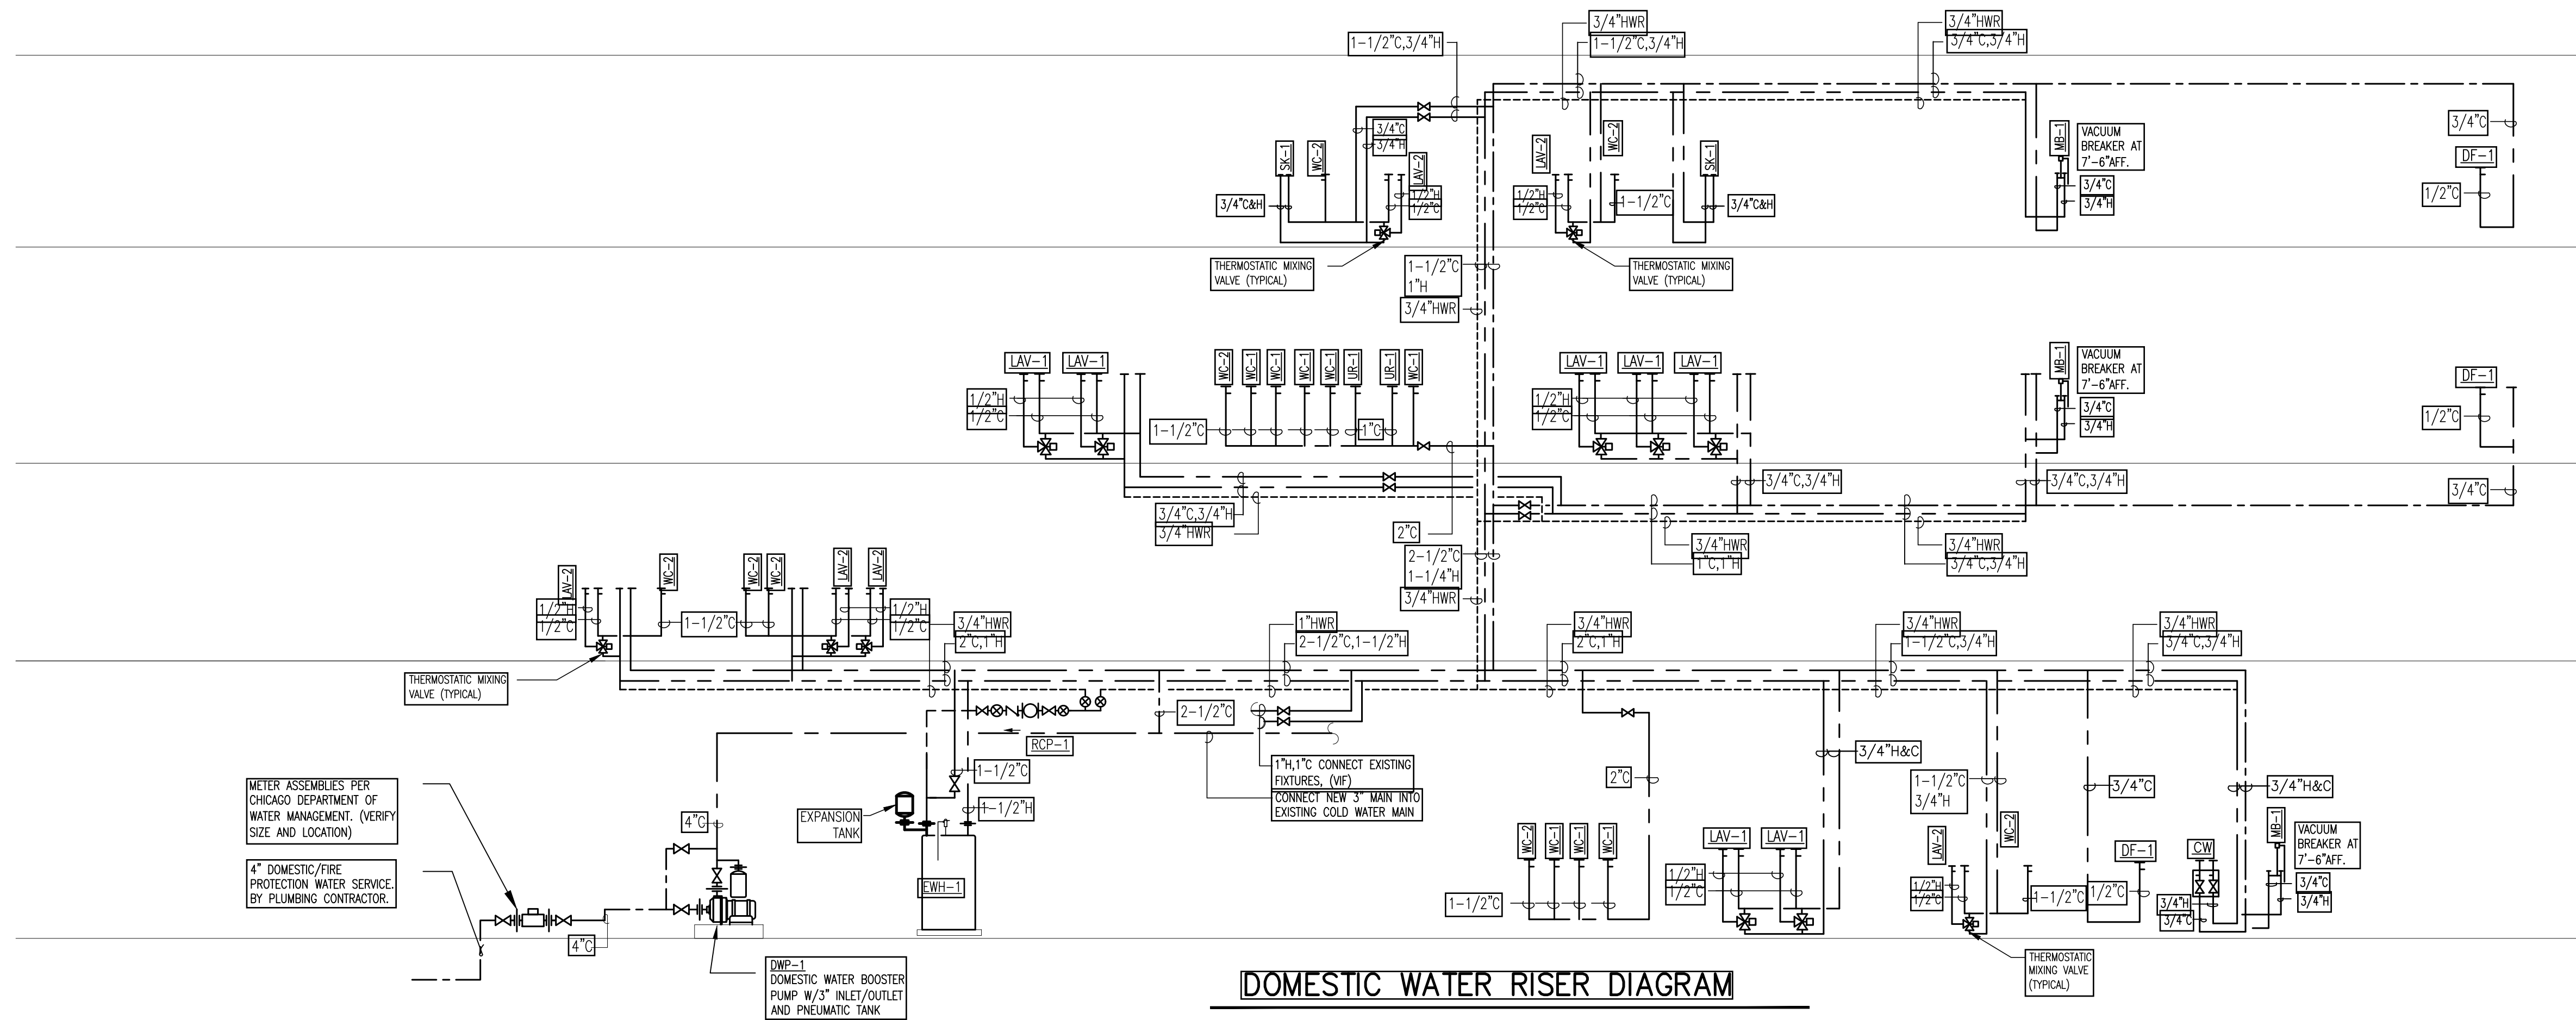 3/4"HWR
3/4"HWR
1-1/2"C,3/4"H
1-1/2"C,3/4"H
3/4"C,3/4"H
3/4"C
3/4"H
SK-1
WC-2
LAV-2
LAV-2
WC-2
SK-1
MB-1
VACUUM
BREAKER AT
7'-6"AFF.
3/4"C
DF-1
3/4"C&H
1/2"H
1/2"C
1/2"H
1/2"C
1-1/2"C
3/4"C&H
3/4"C
3/4"H
1/2"C
THERMOSTATIC MIXING
VALVE (TYPICAL)
1-1/2"C
1"H
3/4"HWR
THERMOSTATIC MIXING
VALVE (TYPICAL)
LAV-1
LAV-1
WC-2
WC-1
WC-1
WC-1
WC-1
UR-1
UR-1
WC-1
LAV-1
LAV-1
LAV-1
MB-1
VACUUM
BREAKER AT
7'-6"AFF.
DF-1
1/2"H
1/2"C
1-1/2"C
1"C
1/2"H
1/2"C
3/4"C
3/4"H
1/2"C
3/4"C,3/4"H
3/4"HWR
2"C
3/4"C,3/4"H
3/4"C,3/4"H
3/4"C
2-1/2"C
1-1/4"H
3/4"HWR
3/4"HWR
1"C,1"H
3/4"HWR
3/4"C,3/4"H
LAV-2
WC-2
WC-2
WC-2
LAV-2
LAV-2
1/2"H
1/2"C
1-1/2"C
1/2"H
1/2"C
3/4"HWR
2"C,1"H
1"HWR
2-1/2"C,1-1/2"H
3/4"HWR
2"C,1"H
3/4"HWR
1-1/2"C,3/4"H
3/4"HWR
3/4"C,3/4"H
THERMOSTATIC MIXING
VALVE (TYPICAL)
2-1/2"C
RCP-1
1-1/2"C
1-1/2"H
1"H,1"C CONNECT EXISTING
FIXTURES, (VIF)
CONNECT NEW 3" MAIN INTO
EXISTING COLD WATER MAIN
2"C
3/4"H&C
1-1/2"C
3/4"H
3/4"C
3/4"H&C
METER ASSEMBLIES PER
CHICAGO DEPARTMENT OF
WATER MANAGEMENT. (VERIFY
SIZE AND LOCATION)
4" DOMESTIC/FIRE
PROTECTION WATER SERVICE.
BY PLUMBING CONTRACTOR.
4"C
4"C
EXPANSION
TANK
EWH-1
WC-2
WC-1
WC-1
WC-1
LAV-1
LAV-1
LAV-2
WC-2
DF-1
CW
MB-1
VACUUM
BREAKER AT
7'-6"AFF.
1-1/2"C
1/2"H
1/2"C
1/2"H
1/2"C
1-1/2"C
1/2"C
3/4"H
3/4"C
3/4"C
3/4"H
DWP-1
DOMESTIC WATER BOOSTER
PUMP W/3" INLET/OUTLET
AND PNEUMATIC TANK
THERMOSTATIC
MIXING VALVE
(TYPICAL)
DOMESTIC WATER RISER DIAGRAM